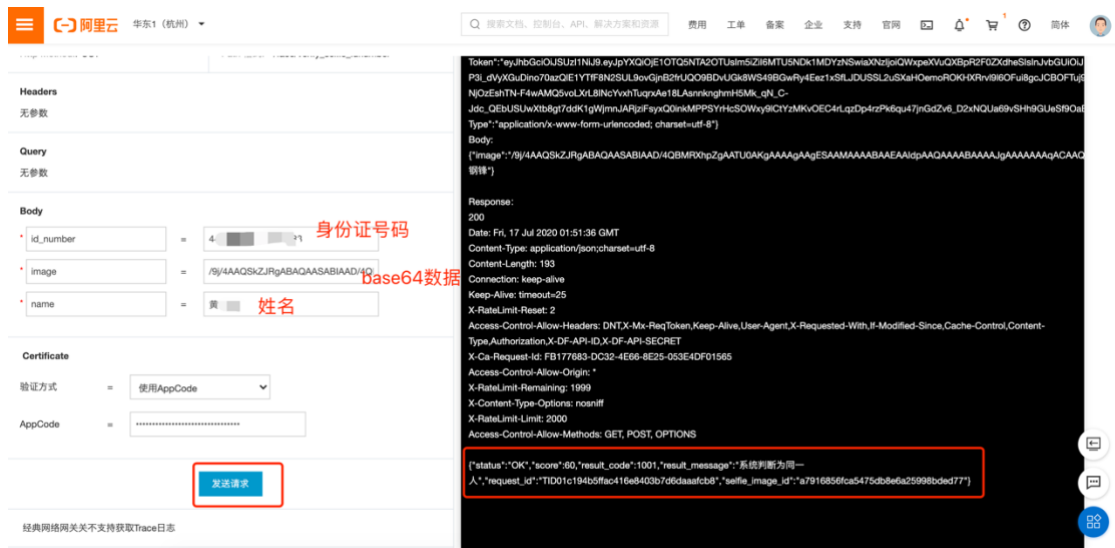 阿里云
华东1（杭州）
搜索文档、控制台、API、解决方案和资源
费用 工单 备案 企业 支持 官网 1 简体
Headers
无参数
Query
无参数
Body
* id_number = 4 身份证号码
* image = /9j/4AAQSkZJRgABAQAASABIAAD/4Q base64数据
* name = 黄 姓名
Certificate
验证方式 = 使用AppCode
AppCode =
发送请求
经典网络网关关不支持获取Trace日志
Type":"application/x-www-form-urlencoded; charset=utf-8"}
Body:
钢锋"}
Response:
200
Date: Fri, 17 Jul 2020 01:51:36 GMT
Content-Type: application/json;charset=utf-8
Content-Length: 193
Connection: keep-alive
Keep-Alive: timeout=25
X-RateLimit-Reset: 2
Access-Control-Allow-Headers: DNT,X-Mx-ReqToken,Keep-Alive,User-Agent,X-Requested-With,If-Modified-Since,Cache-Control,Content-
Type,Authorization,X-DF-API-ID,X-DF-API-SECRET
X-Ca-Request-Id: FB177683-DC32-4E66-8E25-053E4DF01565
Access-Control-Allow-Origin: *
X-RateLimit-Remaining: 1999
X-Content-Type-Options: nosniff
X-RateLimit-Limit: 2000
Access-Control-Allow-Methods: GET, POST, OPTIONS
{"status":"OK","score":60,"result_code":1001,"result_message":"系统判断为同一
人","request_id":"TID01c194b5ffac416e8403b7d6daaafcb8","selfie_image_id":"a7916856fca5475db8e6a25998bded77"}